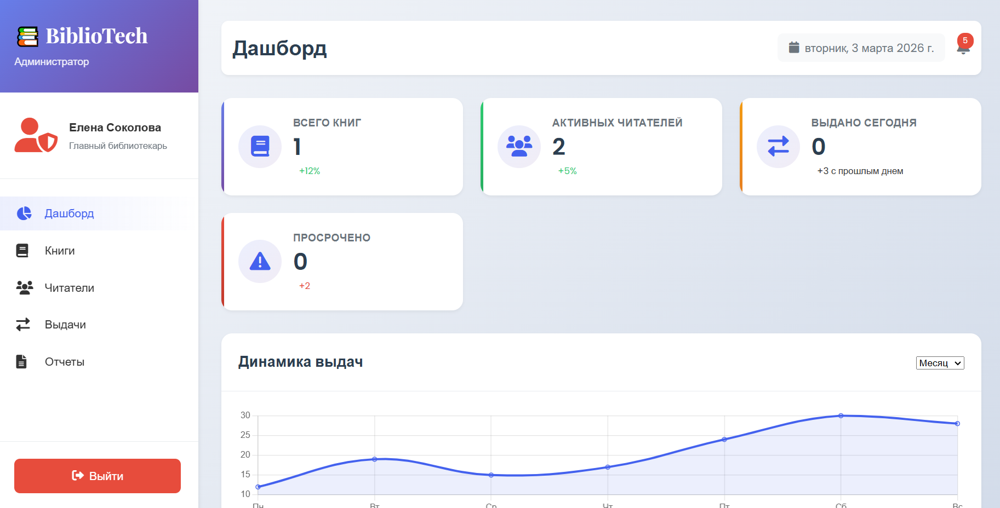 BiblioTech
Администратор
Елена Соколова
Главный библиотекарь
Дашборд
Книги
Читатели
Выдачи
Отчеты
Выйти
Дашборд
вторник, 3 марта 2026 г.
5
ВСЕГО КНИГ
1
+12%
АКТИВНЫХ ЧИТАТЕЛЕЙ
2
+5%
ВЫДАНО СЕГОДНЯ
0
+3 с прошлым днем
ПРОСРОЧЕНО
0
+2
Динамика выдач
Месяц
30
25
20
15
10
Пн Вт Ср Чт Пт Сб Вс